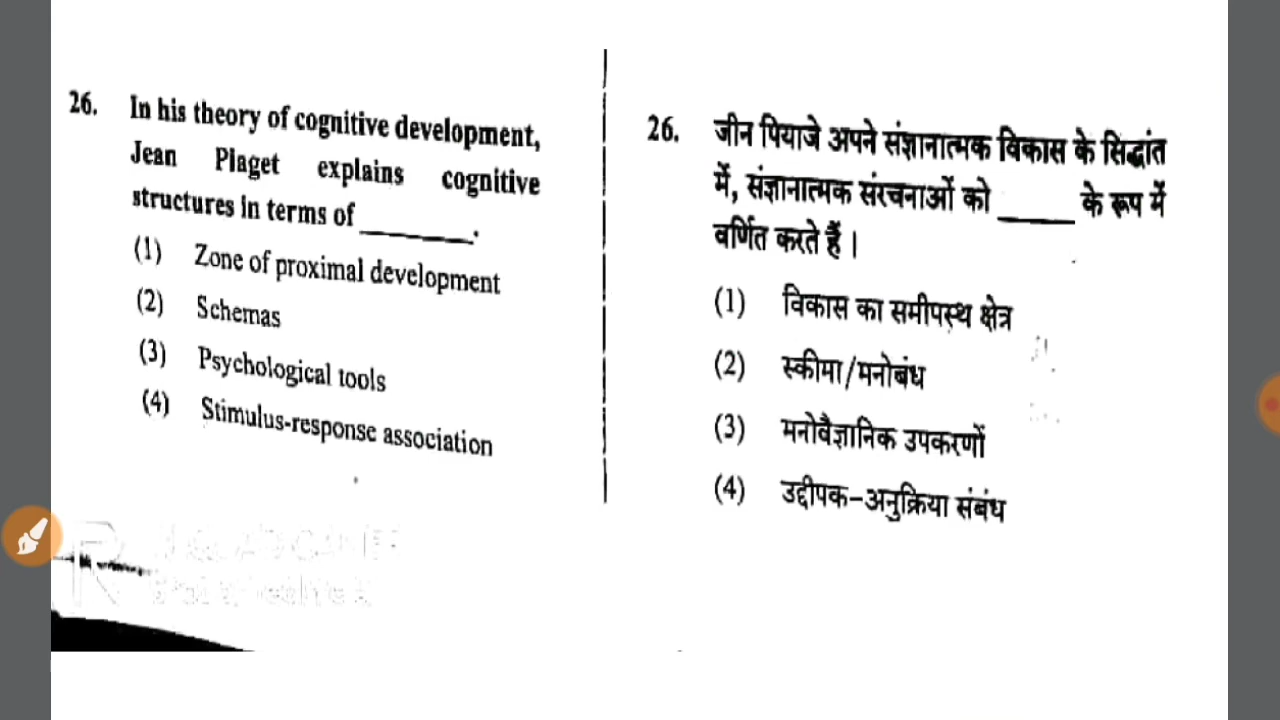 26. In his theory of cognitive development,
Jean Piaget explains cognitive
structures in terms of ________.
(1) Zone of proximal development
(2) Schemas
(3) Psychological tools
(4) Stimulus-response association
26. जीन पियाजे अपने संज्ञानात्मक विकास के सिद्धांत
में, संज्ञानात्मक संरचनाओं को _____ के रूप में
वर्णित करते हैं ।
(1) विकास का समीपस्थ क्षेत्र
(2) स्कीमा/मनोबंध
(3) मनोवैज्ञानिक उपकरणों
(4) उद्दीपक–अनुक्रिया संबंध